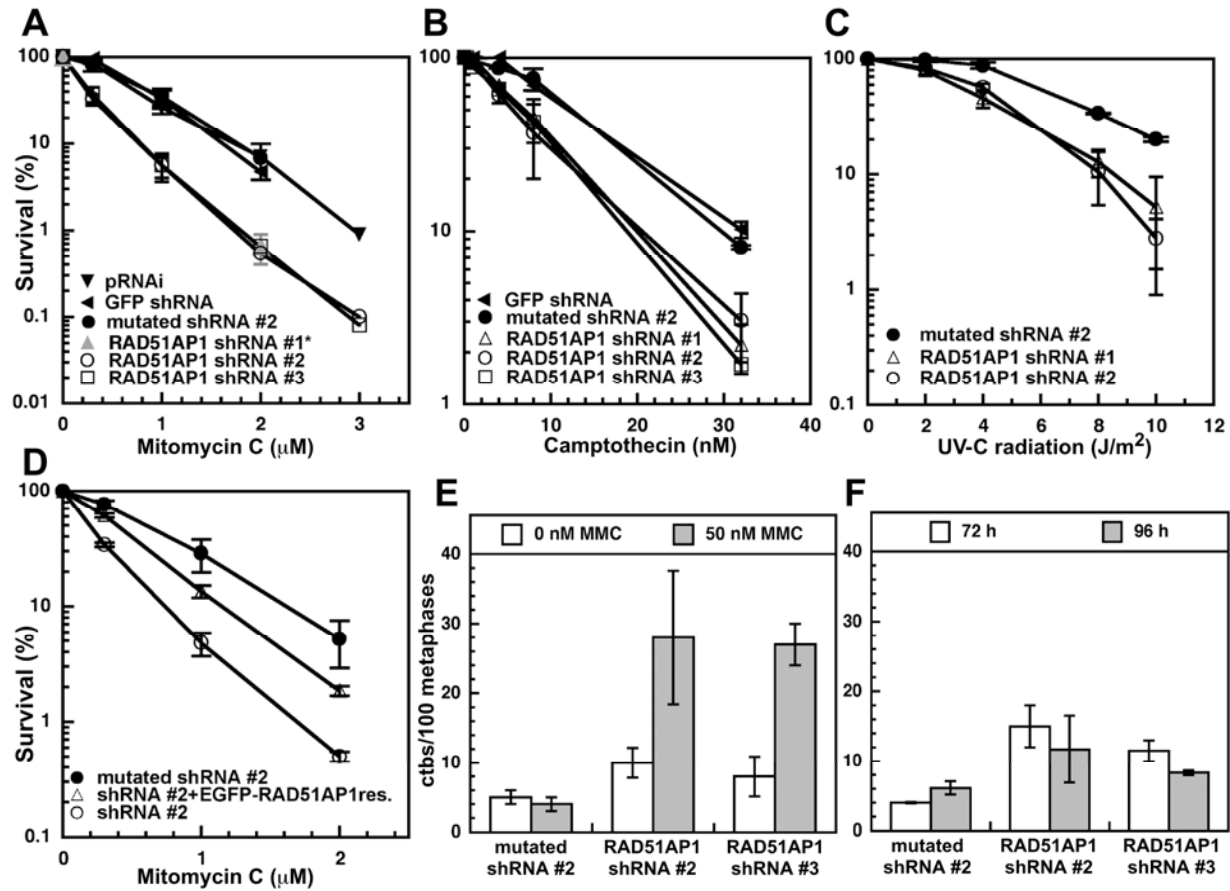 A
Survival (%)
100
10
1
0.1
0.01
0 1 2 3
Mitomycin C (μM)
pRNAi
GFP shRNA
mutated shRNA #2
RAD51AP1 shRNA #1*
RAD51AP1 shRNA #2
RAD51AP1 shRNA #3
B
100
10
1
0 10 20 30 40
Camptothecin (nM)
GFP shRNA
mutated shRNA #2
RAD51AP1 shRNA #1
RAD51AP1 shRNA #2
RAD51AP1 shRNA #3
C
100
10
1
0.1
0 2 4 6 8 10 12
UV-C radiation (J/m²)
mutated shRNA #2
RAD51AP1 shRNA #1
RAD51AP1 shRNA #2
D
Survival (%)
100
10
1
0.1
0 1 2
Mitomycin C (μM)
mutated shRNA #2
shRNA #2+EGFP-RAD51AP1res.
shRNA #2
E
0 nM MMC 50 nM MMC
ctbs/100 metaphases
40
30
20
10
0
mutated shRNA #2
RAD51AP1 shRNA #2
RAD51AP1 shRNA #3
F
72 h 96 h
40
30
20
10
0
mutated shRNA #2
RAD51AP1 shRNA #2
RAD51AP1 shRNA #3